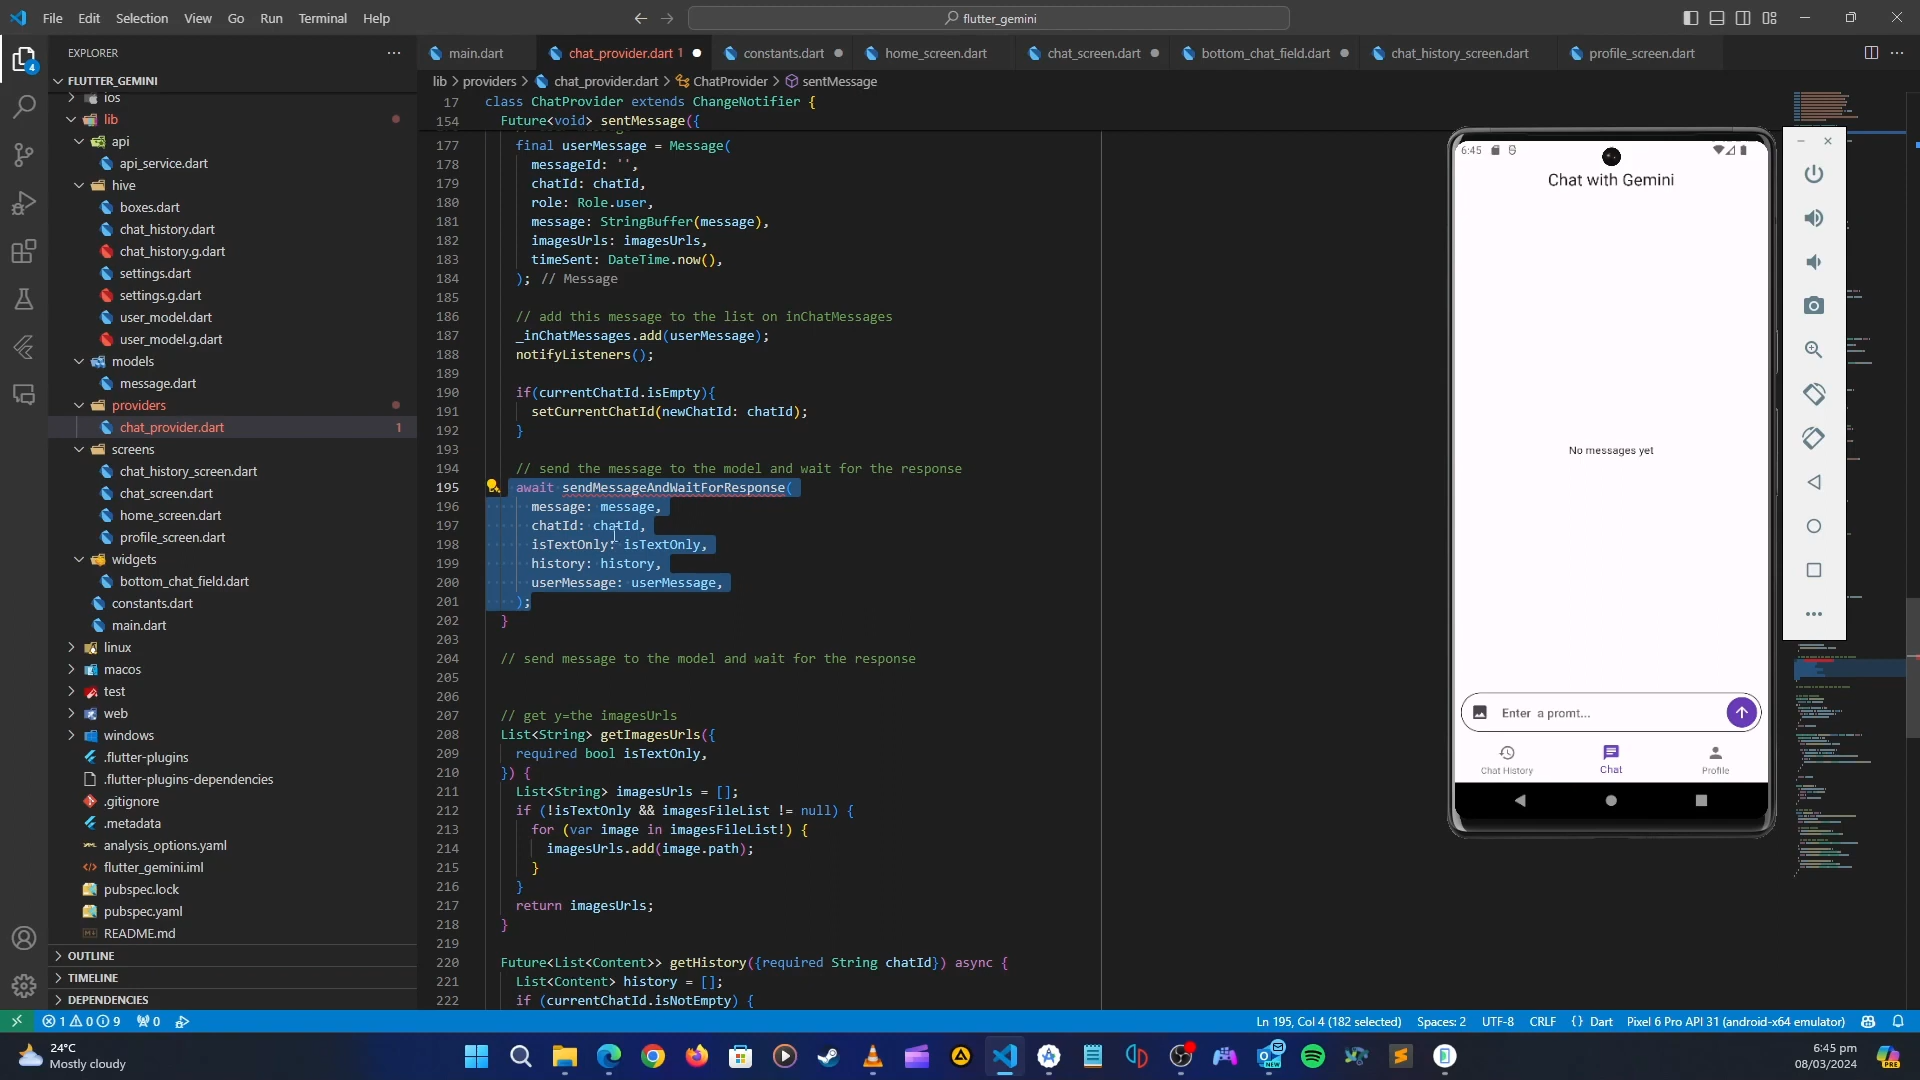 File Edit Selection View Go Run Terminal Help
flutter_gemini
EXPLORER
main.dart
chat_provider.dart 1
constants.dart
home_screen.dart
chat_screen.dart
bottom_chat_field.dart
chat_history_screen.dart
profile_screen.dart
lib > providers > chat_provider.dart > ChatProvider > sentMessage
4
FLUTTER_GEMINI
ios
lib
api
api_service.dart
hive
boxes.dart
chat_history.dart
chat_history.g.dart
settings.dart
settings.g.dart
user_model.dart
user_model.g.dart
models
message.dart
providers
chat_provider.dart 1
screens
chat_history_screen.dart
chat_screen.dart
home_screen.dart
profile_screen.dart
widgets
bottom_chat_field.dart
constants.dart
main.dart
linux
macos
test
web
windows
.flutter-plugins
.flutter-plugins-dependencies
.gitignore
.metadata
analysis_options.yaml
flutter_gemini.iml
pubspec.lock
pubspec.yaml
README.md
OUTLINE
TIMELINE
DEPENDENCIES
17 class ChatProvider extends ChangeNotifier {
154 Future<void> sentMessage({
177 final userMessage = Message(
178 messageId: '',
179 chatId: chatId,
180 role: Role.user,
181 message: StringBuffer(message),
182 imagesUrls: imagesUrls,
183 timeSent: DateTime.now(),
184 ); // Message
185
186 // add this message to the list on inChatMessages
187 _inChatMessages.add(userMessage);
188 notifyListeners();
189
190 if(currentChatId.isEmpty){
191 setCurrentChatId(newChatId: chatId);
192 }
193
194 // send the message to the model and wait for the response
195 await sendMessageAndWaitForResponse(
196 message: message,
197 chatId: chatId,
198 isTextOnly: isTextOnly,
199 history: history,
200 userMessage: userMessage,
201 );
202 }
203
204 // send message to the model and wait for the response
205
206
207 // get y=the imagesUrls
208 List<String> getImagesUrls({
209 required bool isTextOnly,
210 }) {
211 List<String> imagesUrls = [];
212 if (!isTextOnly && imagesFileList != null) {
213 for (var image in imagesFileList!) {
214 imagesUrls.add(image.path);
215 }
216 }
217 return imagesUrls;
218 }
219
220 Future<List<Content>> getHistory({required String chatId}) async {
221 List<Content> history = [];
222 if (currentChatId.isNotEmpty) {
6:45
Chat with Gemini
No messages yet
Enter a promt...
Chat History
Chat
Profile
1 0 9 0
Ln 195, Col 4 (182 selected) Spaces: 2 UTF-8 CRLF {} Dart Pixel 6 Pro API 31 (android-x64 emulator)
24°C
Mostly cloudy
NEW
6:45 pm
08/03/2024
PRE